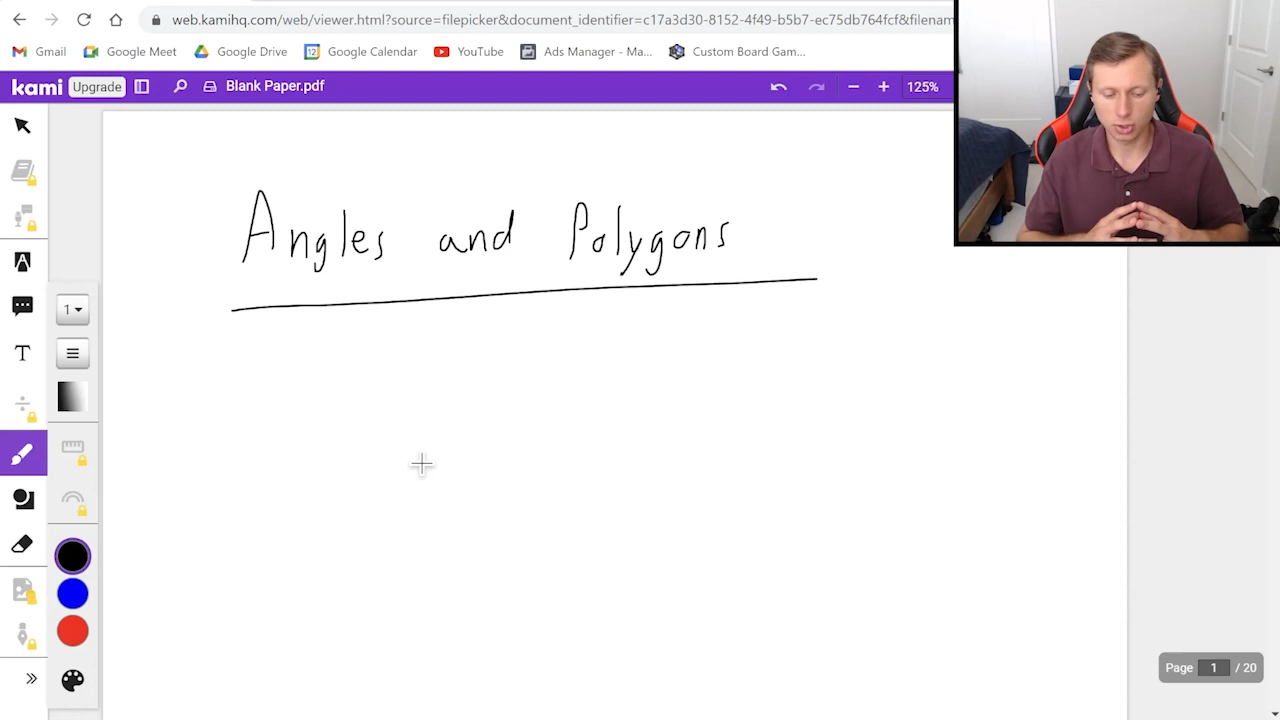 web.kamihq.com/web/viewer.html?source=filepicker&document_identifier=c17a3d30-8152-4f49-b5b7-ec75db764fcf&filenam
Gmail Google Meet Google Drive Google Calendar YouTube Ads Manager - Ma... Custom Board Gam...
kami Upgrade Blank Paper.pdf 125%
Angles and Polygons
1
Page 1 / 20